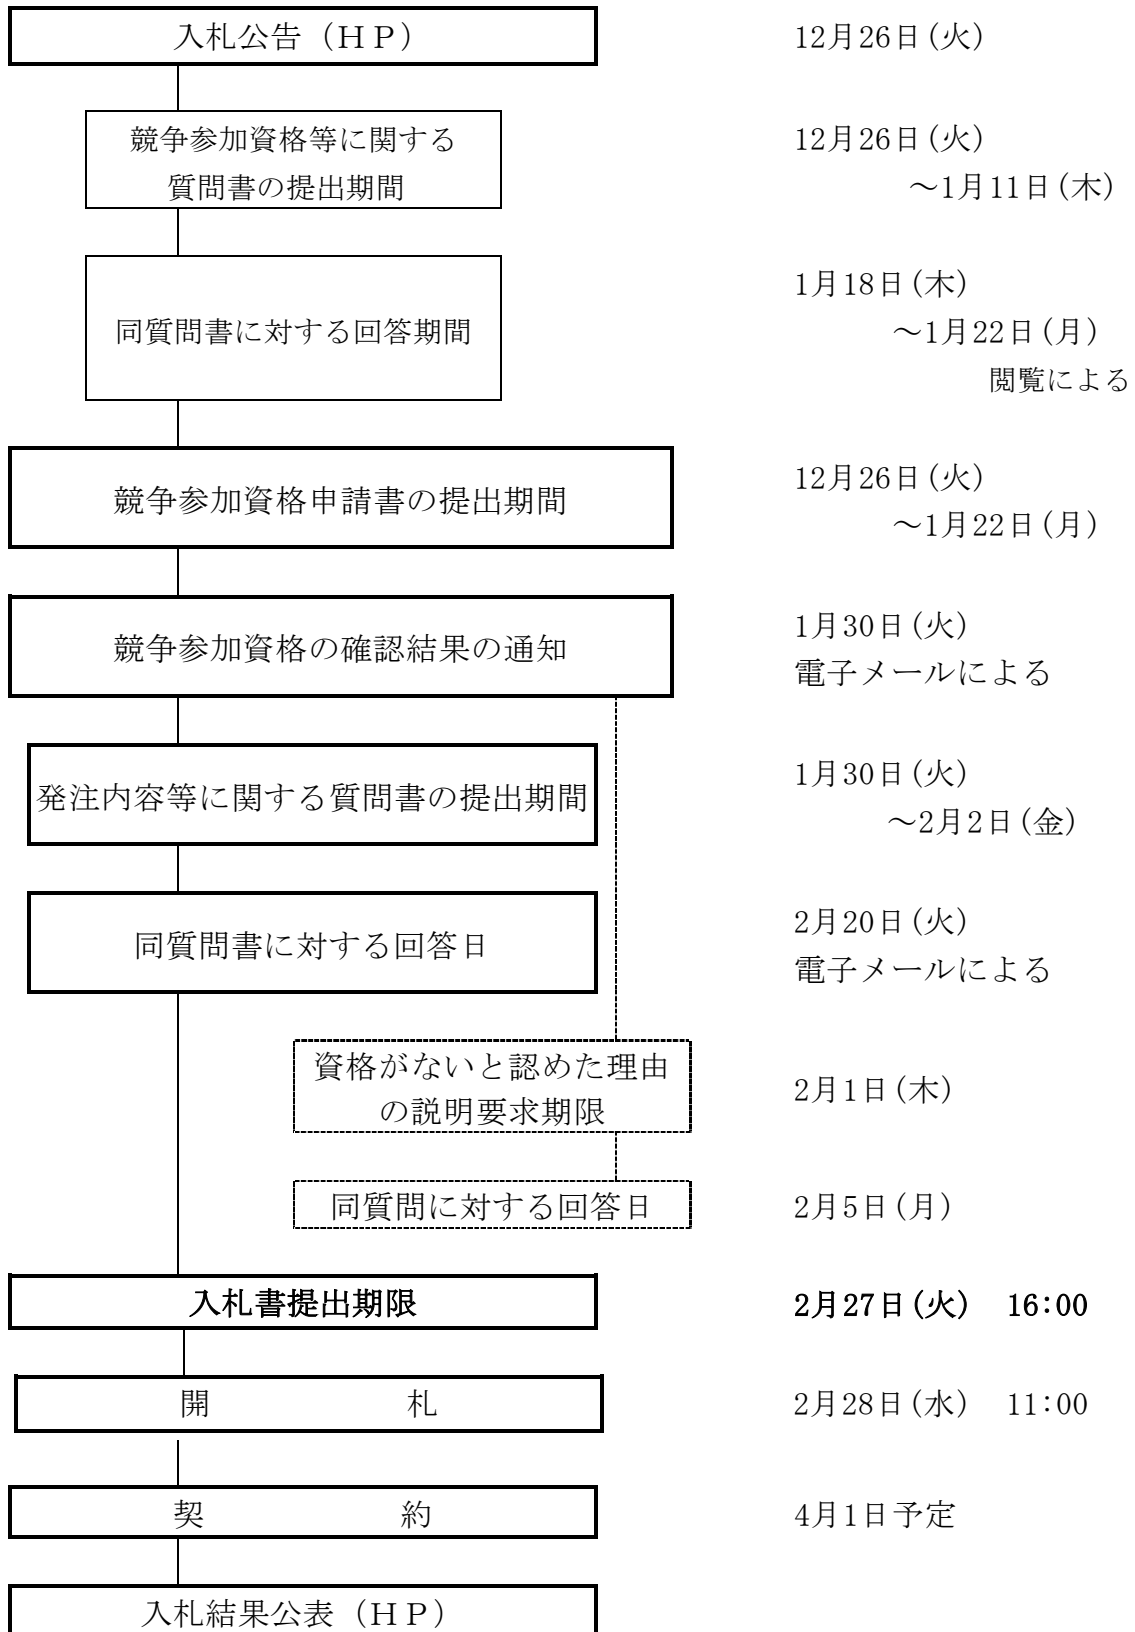 入札公告（ＨＰ）
12月26日(火)
競争参加資格等に関する
質問書の提出期間
12月26日(火)
～1月11日(木)
同質問書に対する回答期間
1月18日(木)
～1月22日(月)
閲覧による
競争参加資格申請書の提出期間
12月26日(火)
～1月22日(月)
競争参加資格の確認結果の通知
1月30日(火)
電子メールによる
発注内容等に関する質問書の提出期間
1月30日(火)
～2月2日(金)
同質問書に対する回答日
2月20日(火)
電子メールによる
資格がないと認めた理由
の説明要求期限
2月1日(木)
同質問に対する回答日
2月5日(月)
入札書提出期限
2月27日(火)　16:00
開　　　　　　札
2月28日(水)　11:00
契　　　　　　約
4月1日予定
入札結果公表（ＨＰ）